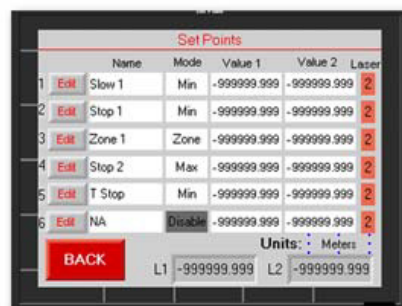 Set Points
Name Mode Value 1 Value 2 Laser
1 Edit Slow 1 Min -999999.999 -999999.999 2
2 Edit Stop 1 Min -999999.999 -999999.999 2
3 Edit Zone 1 Zone -999999.999 -999999.999 2
4 Edit Stop 2 Max -999999.999 -999999.999 2
5 Edit T Stop Min -999999.999 -999999.999 2
6 Edit NA Disable -999999.999 -999999.999 2
Units: Meters
BACK L1 -999999.999 L2 -999999.999